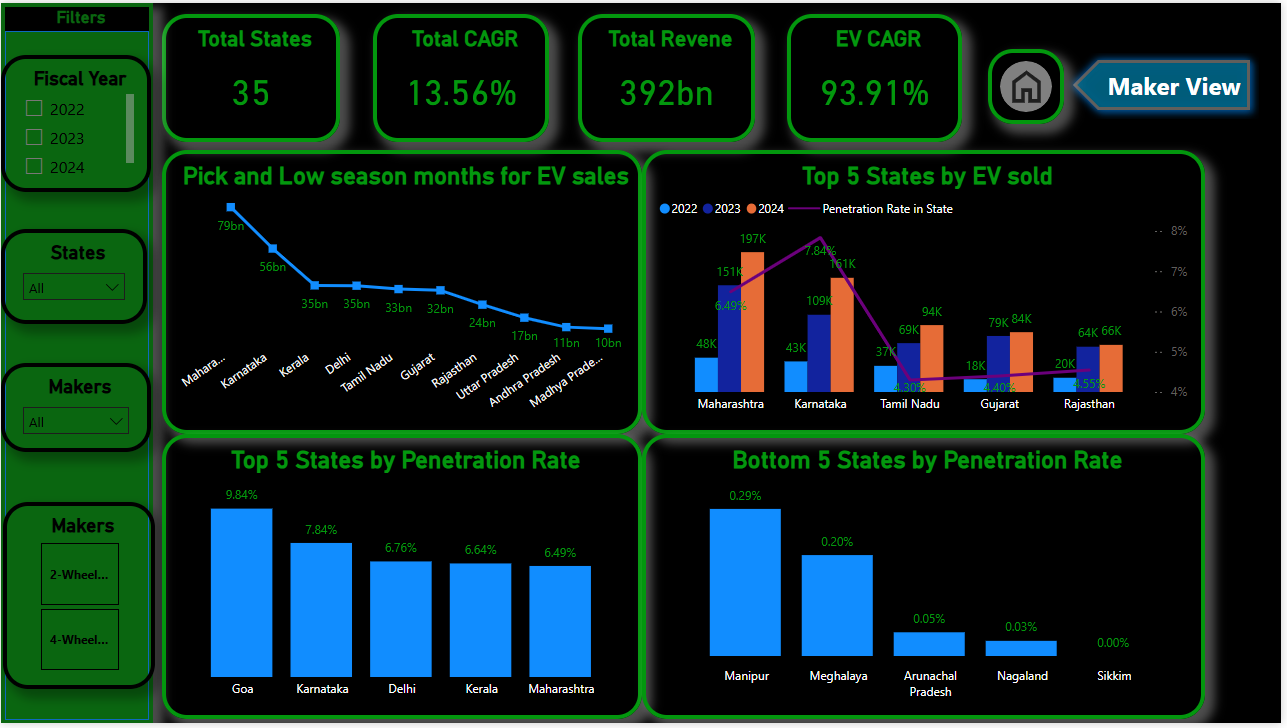 Filters
Fiscal Year
2022
2023
2024
States
All
Makers
All
Makers
2-Wheel...
4-Wheel...
Total States
35
Total CAGR
13.56%
Total Revene
392bn
EV CAGR
93.91%
Maker View
Pick and Low season months for EV sales
79bn
56bn
35bn
35bn
33bn
32bn
24bn
17bn
11bn
10bn
Mahara...
Karnataka
Kerala
Delhi
Tamil Nadu
Gujarat
Rajasthan
Uttar Pradesh
Andhra Pradesh
Madhya Prade...
Top 5 States by EV sold
2022 2023 2024 Penetration Rate in State
8%
7%
6%
5%
4%
48K
151K
197K
6.49%
43K
109K
161K
7.84%
37K
69K
94K
4.30%
18K
79K
84K
4.40%
20K
64K
66K
4.55%
Maharashtra
Karnataka
Tamil Nadu
Gujarat
Rajasthan
Top 5 States by Penetration Rate
9.84%
7.84%
6.76%
6.64%
6.49%
Goa
Karnataka
Delhi
Kerala
Maharashtra
Bottom 5 States by Penetration Rate
0.29%
0.20%
0.05%
0.03%
0.00%
Manipur
Meghalaya
Arunachal
Pradesh
Nagaland
Sikkim